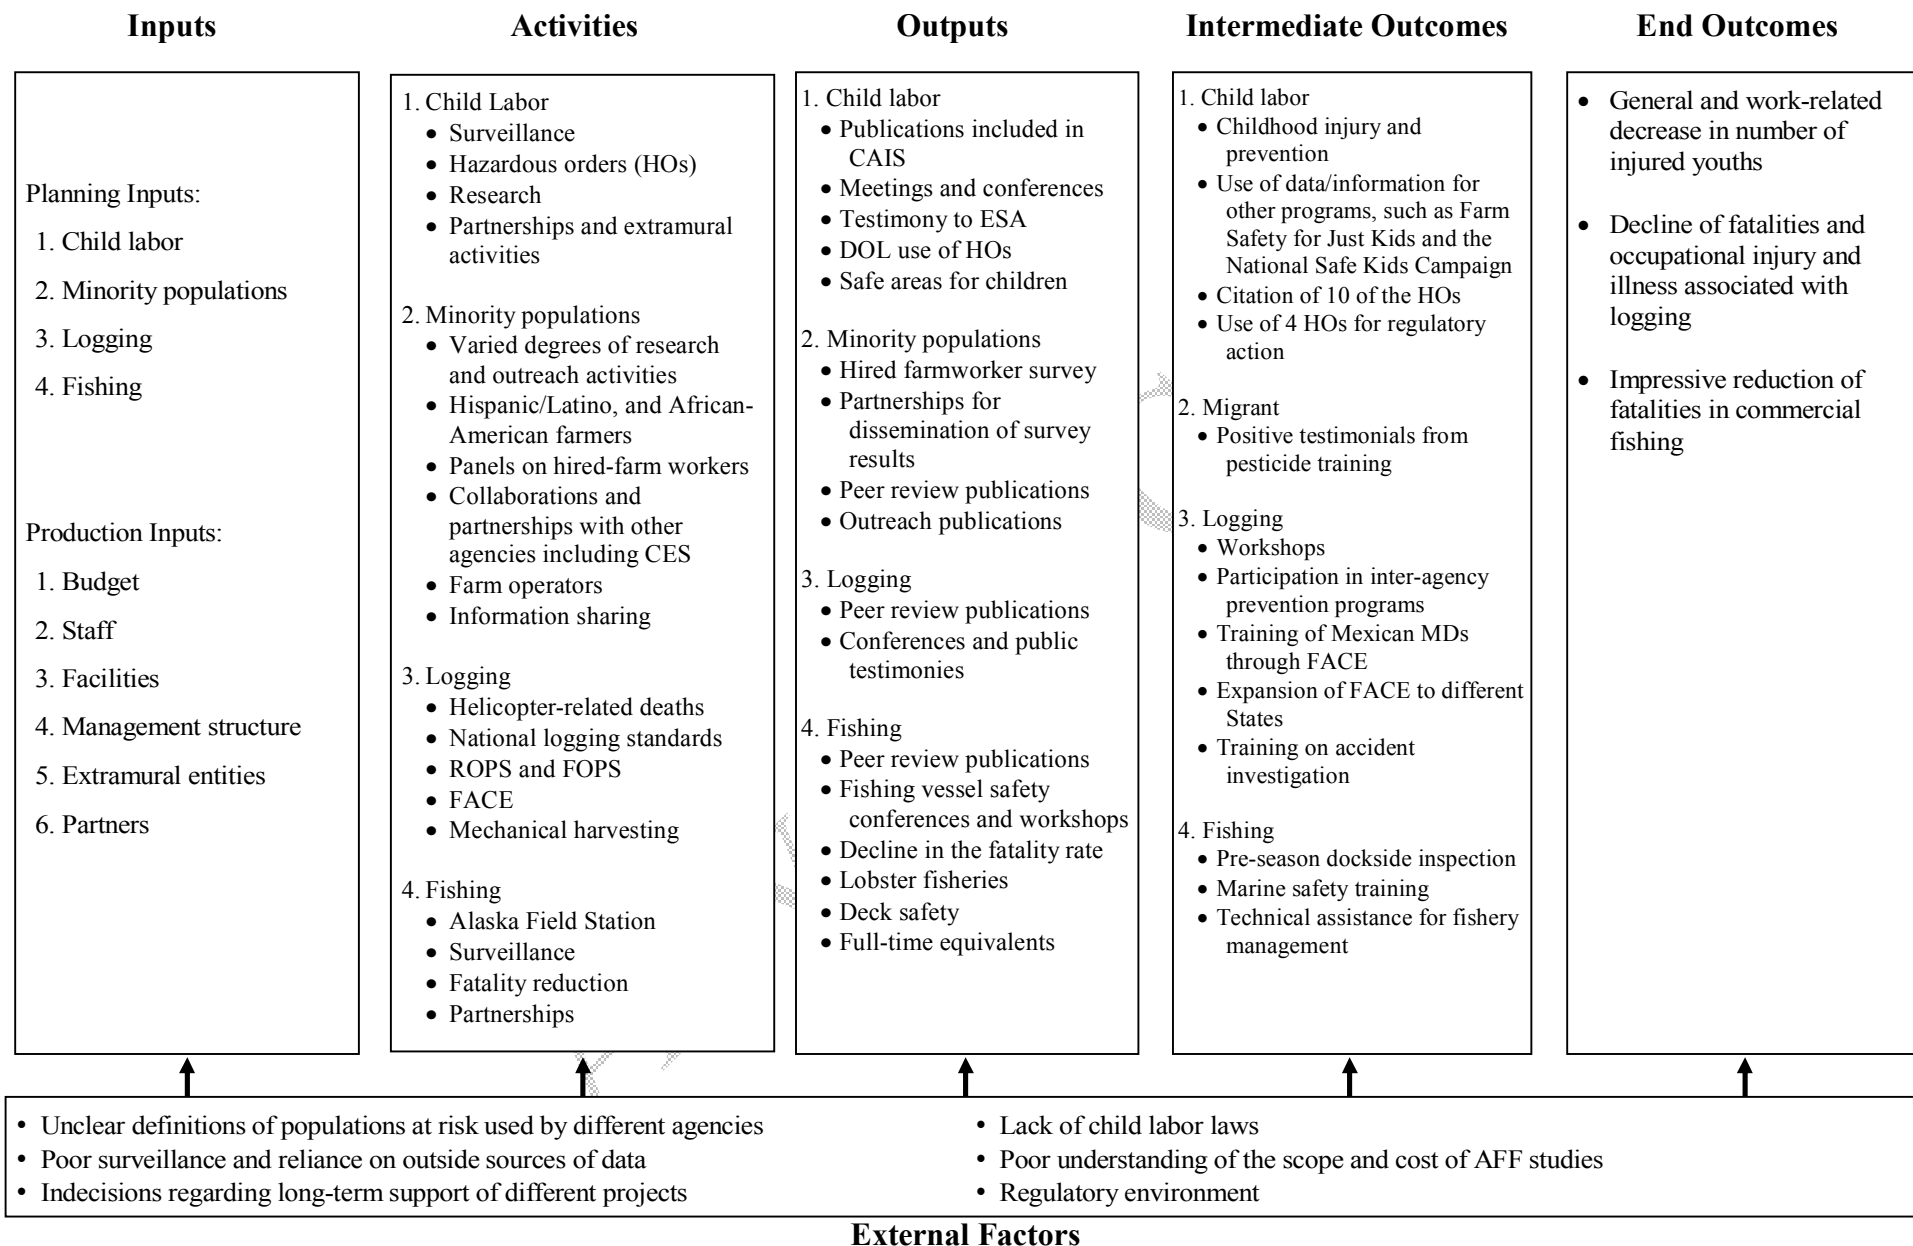 Inputs
Planning Inputs:
1. Child labor
2. Minority populations
3. Logging
4. Fishing
Production Inputs:
1. Budget
2. Staff
3. Facilities
4. Management structure
5. Extramural entities
6. Partners
Activities
1. Child Labor
• Surveillance
• Hazardous orders (HOs)
• Research
• Partnerships and extramural
activities
2. Minority populations
• Varied degrees of research
and outreach activities
• Hispanic/Latino, and African-
American farmers
• Panels on hired-farm workers
• Collaborations and
partnerships with other
agencies including CES
• Farm operators
• Information sharing
3. Logging
• Helicopter-related deaths
• National logging standards
• ROPS and FOPS
• FACE
• Mechanical harvesting
4. Fishing
• Alaska Field Station
• Surveillance
• Fatality reduction
• Partnerships
Outputs
1. Child labor
• Publications included in
CAIS
• Meetings and conferences
• Testimony to ESA
• DOL use of HOs
• Safe areas for children
2. Minority populations
• Hired farmworker survey
• Partnerships for
dissemination of survey
results
• Peer review publications
• Outreach publications
3. Logging
• Peer review publications
• Conferences and public
testimonies
4. Fishing
• Peer review publications
• Fishing vessel safety
conferences and workshops
• Decline in the fatality rate
• Lobster fisheries
• Deck safety
• Full-time equivalents
Intermediate Outcomes
1. Child labor
• Childhood injury and
prevention
• Use of data/information for
other programs, such as Farm
Safety for Just Kids and the
National Safe Kids Campaign
• Citation of 10 of the HOs
• Use of 4 HOs for regulatory
action
2. Migrant
• Positive testimonials from
pesticide training
3. Logging
• Workshops
• Participation in inter-agency
prevention programs
• Training of Mexican MDs
through FACE
• Expansion of FACE to different
States
• Training on accident
investigation
4. Fishing
• Pre-season dockside inspection
• Marine safety training
• Technical assistance for fishery
management
End Outcomes
• General and work-related
decrease in number of
injured youths
• Decline of fatalities and
occupational injury and
illness associated with
logging
• Impressive reduction of
fatalities in commercial
fishing
• Unclear definitions of populations at risk used by different agencies
• Poor surveillance and reliance on outside sources of data
• Indecisions regarding long-term support of different projects
• Lack of child labor laws
• Poor understanding of the scope and cost of AFF studies
• Regulatory environment
External Factors